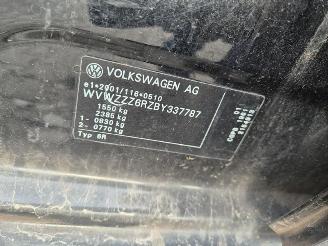 VOLKSWAGEN AG
e1*2001/116*0510
WVWZZZ6RZBY337787
1550 kg
2385 kg
1- 0830 kg
2- 0770 kg
Typ 6R